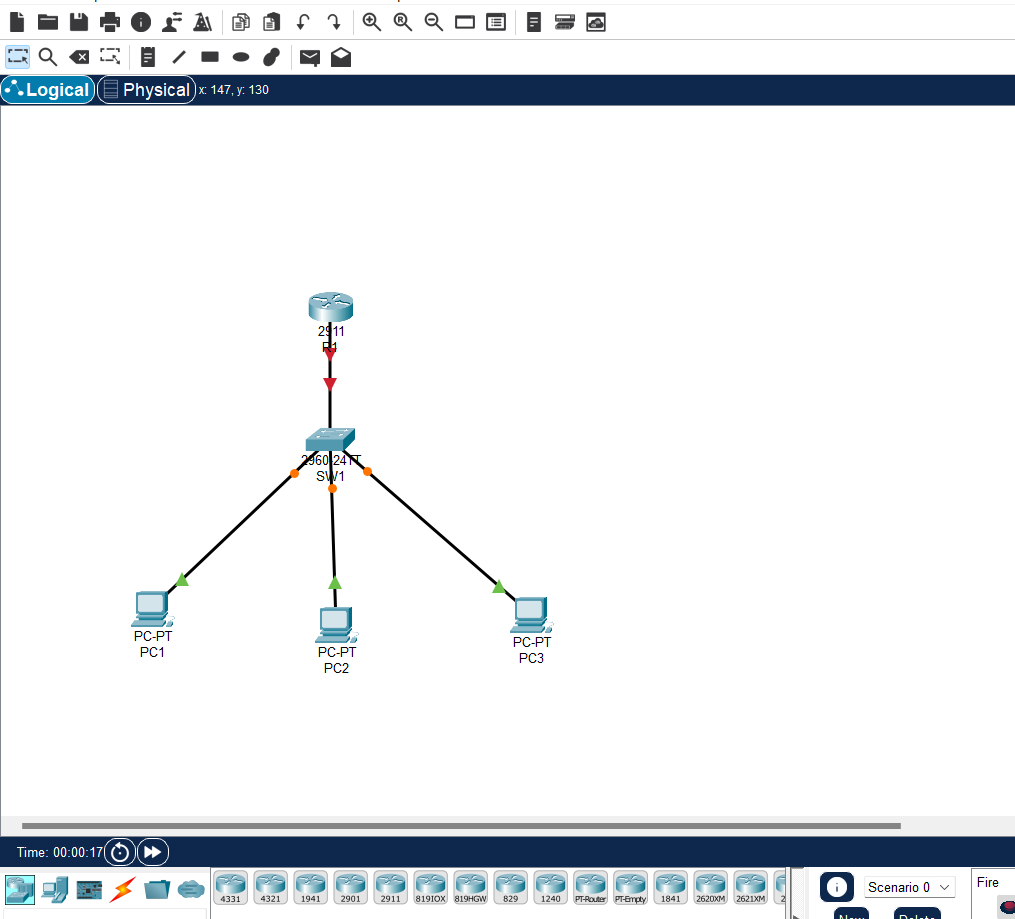 Logical Physical x: 147, y: 130
2911
R1
2960-24TT
SW1
PC-PT
PC1
PC-PT
PC2
PC-PT
PC3
Time: 00:00:17
4331 4321 1941 2901 2911 819IOX 819HGW 829 1240 PT-Router PT-Empty 1841 2620XM 2621XM
Scenario 0
Fire
New Delete